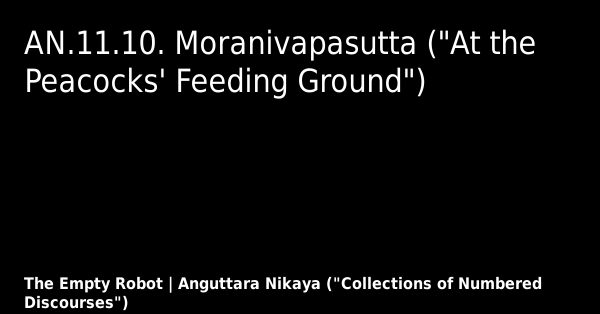 AN.11.10. Moranivapasutta ("At the
Peacocks' Feeding Ground")
The Empty Robot | Anguttara Nikaya ("Collections of Numbered
Discourses")